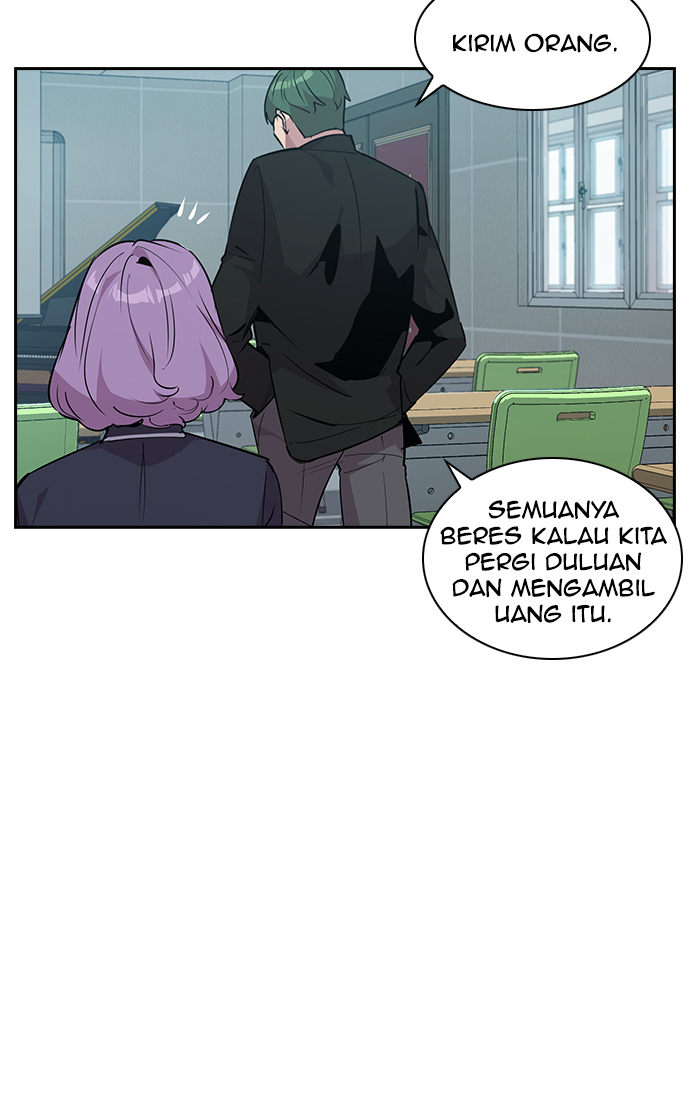 KIRIM ORANG.
SEMUANYA
BERES KALAU KITA
PERGI DULUAN
DAN MENGAMBIL
UANG ITU.